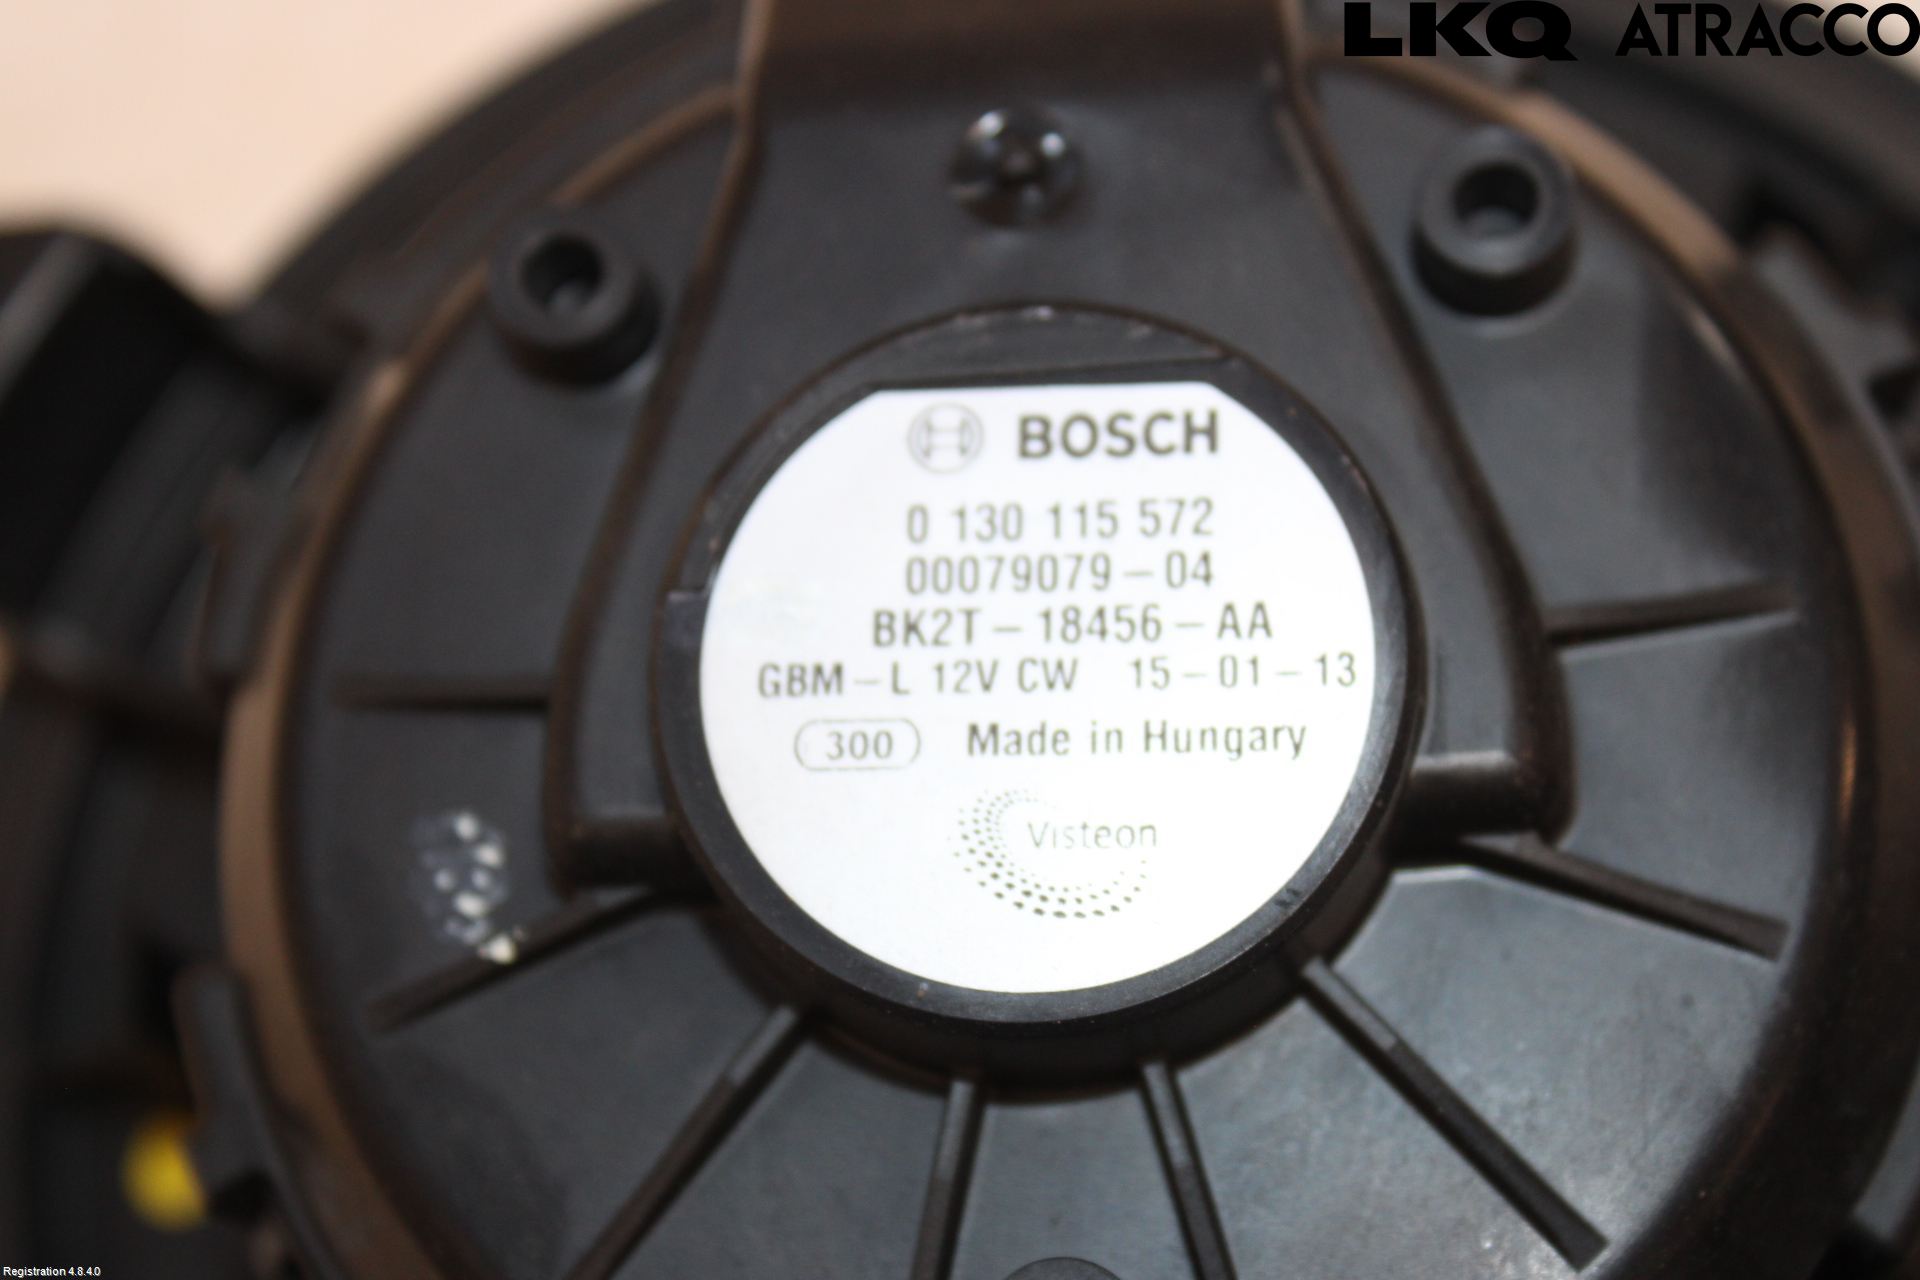 LKQ ATRACCO
BOSCH
0 130 115 572
00079079-04
BK2T-18456-AA
GBM-L 12V CW 15-01-13
300 Made in Hungary
Visteon
Registration 4.8.4.0